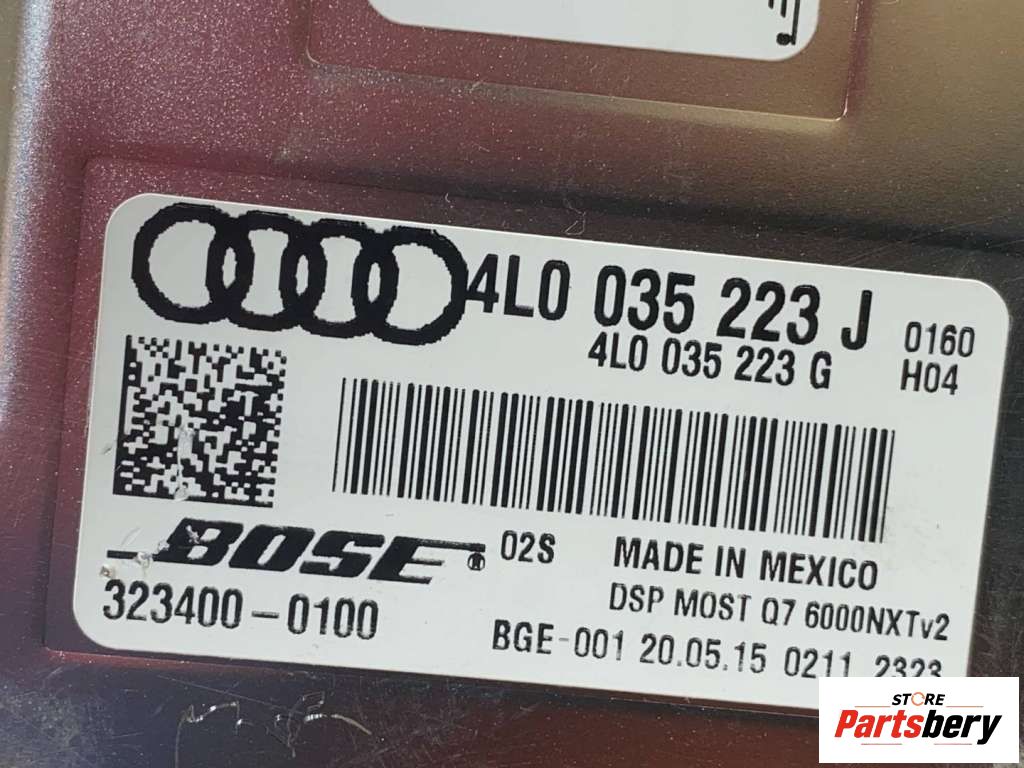 4L0 035 223 J 0160
4L0 035 223 G H04
BOSE 02S MADE IN MEXICO
323400-0100 DSP MOST Q7 6000NXTv2
BGE-001 20.05.15 0211 2323
STORE
Partsbery